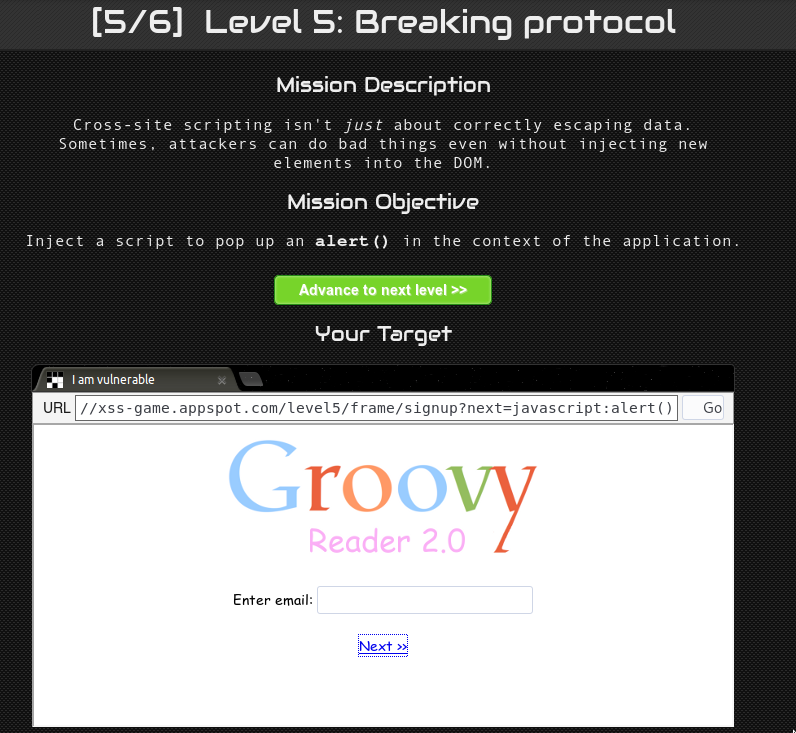 [5/6] Level 5: Breaking protocol
Mission Description
Cross-site scripting isn't just about correctly escaping data.
Sometimes, attackers can do bad things even without injecting new
elements into the DOM.
Mission Objective
Inject a script to pop up an alert() in the context of the application.
Advance to next level >>
Your Target
I am vulnerable
URL //xss-game.appspot.com/level5/frame/signup?next=javascript:alert() Go
Groovy
Reader 2.0
Enter email:
Next >>